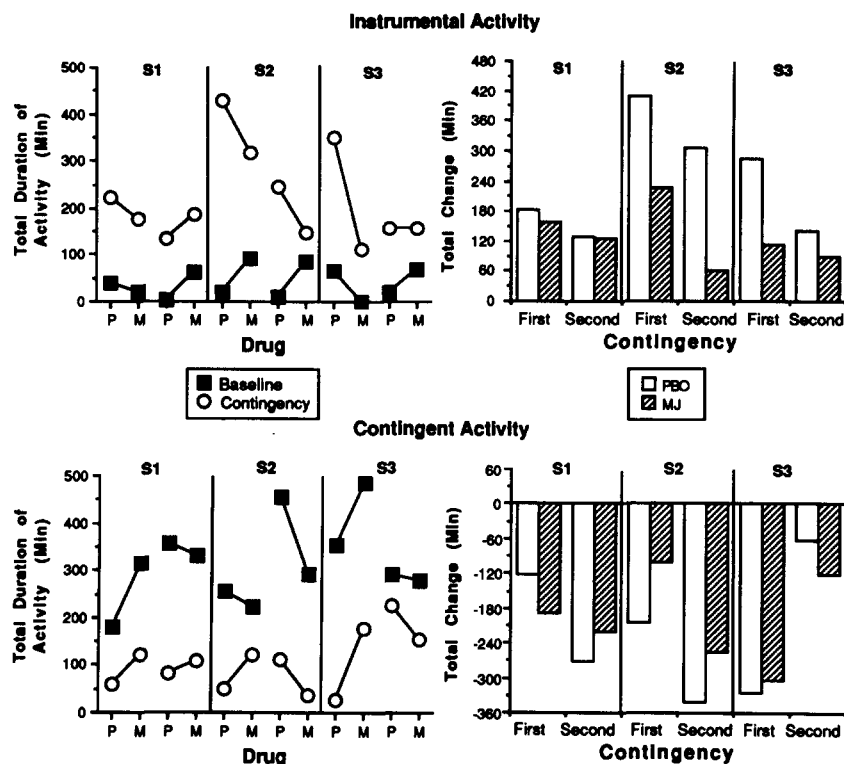 Instrumental Activity
S1 S2 S3
Total Duration of Activity (Min)
500
400
300
200
100
0
P M P M P M P M P M P M
Drug
S1 S2 S3
Total Change (Min)
480
420
360
300
240
180
120
60
0
First Second First Second First Second
Contingency
Baseline
Contingency
PBO
MJ
Contingent Activity
S1 S2 S3
Total Duration of Activity (Min)
500
400
300
200
100
0
P M P M P M P M P M P M
Drug
S1 S2 S3
Total Change (Min)
60
0
-60
-120
-180
-240
-300
-360
First Second First Second First Second
Contingency